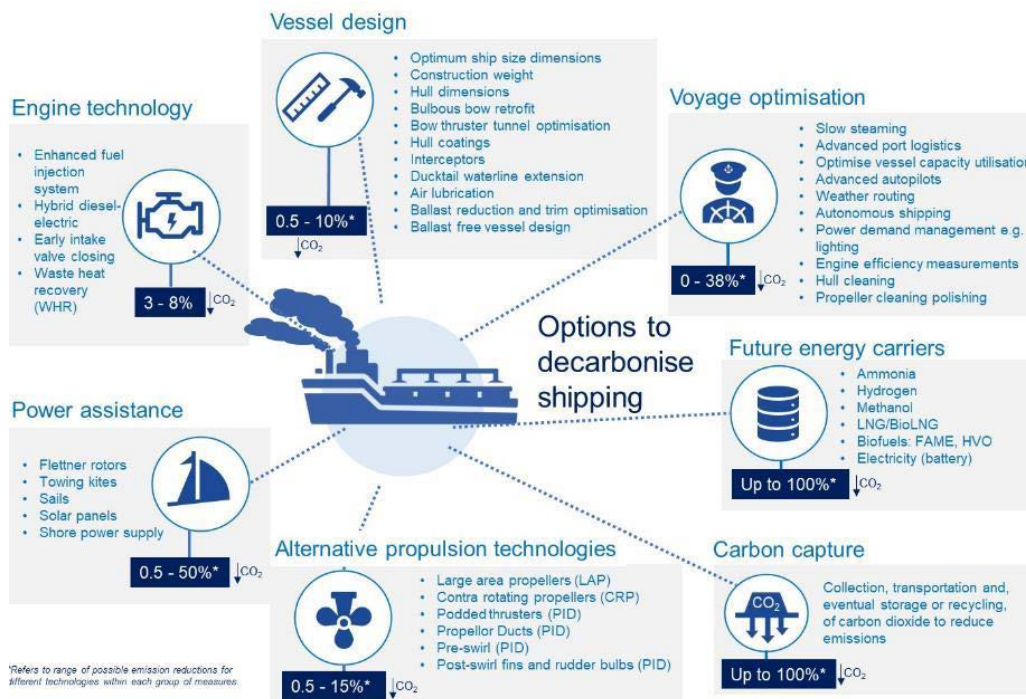 Vessel design
• Optimum ship size dimensions
• Construction weight
• Hull dimensions
• Bulbous bow retrofit
• Bow thruster tunnel optimisation
• Hull coatings
• Interceptors
• Ducktail waterline extension
• Air lubrication
• Ballast reduction and trim optimisation
• Ballast free vessel design
0.5 - 10%*
↓CO₂
Engine technology
• Enhanced fuel
injection
system
• Hybrid diesel-
electric
• Early intake
valve closing
• Waste heat
recovery
(WHR)
3 - 8%
↓CO₂
Voyage optimisation
• Slow steaming
• Advanced port logistics
• Optimise vessel capacity utilisation
• Advanced autopilots
• Weather routing
• Autonomous shipping
• Power demand management e.g.
lighting
• Engine efficiency measurements
• Hull cleaning
• Propeller cleaning polishing
0 - 38%*
↓CO₂
Options to
decarbonise
shipping
Future energy carriers
• Ammonia
• Hydrogen
• Methanol
• LNG/BioLNG
• Biofuels: FAME, HVO
• Electricity (battery)
Up to 100%*
↓CO₂
Power assistance
• Flettner rotors
• Towing kites
• Sails
• Solar panels
• Shore power supply
0.5 - 50%*
↓CO₂
Alternative propulsion technologies
• Large area propellers (LAP)
• Contra rotating propellers (CRP)
• Podded thrusters (PID)
• Propellor Ducts (PID)
• Pre-swirl (PID)
• Post-swirl fins and rudder bulbs (PID)
0.5 - 15%*
↓CO₂
Carbon capture
CO₂
Collection, transportation and,
eventual storage or recycling,
of carbon dioxide to reduce
emissions
Up to 100%*
↓CO₂
*Refers to range of possible emission reductions for
different technologies within each group of measures